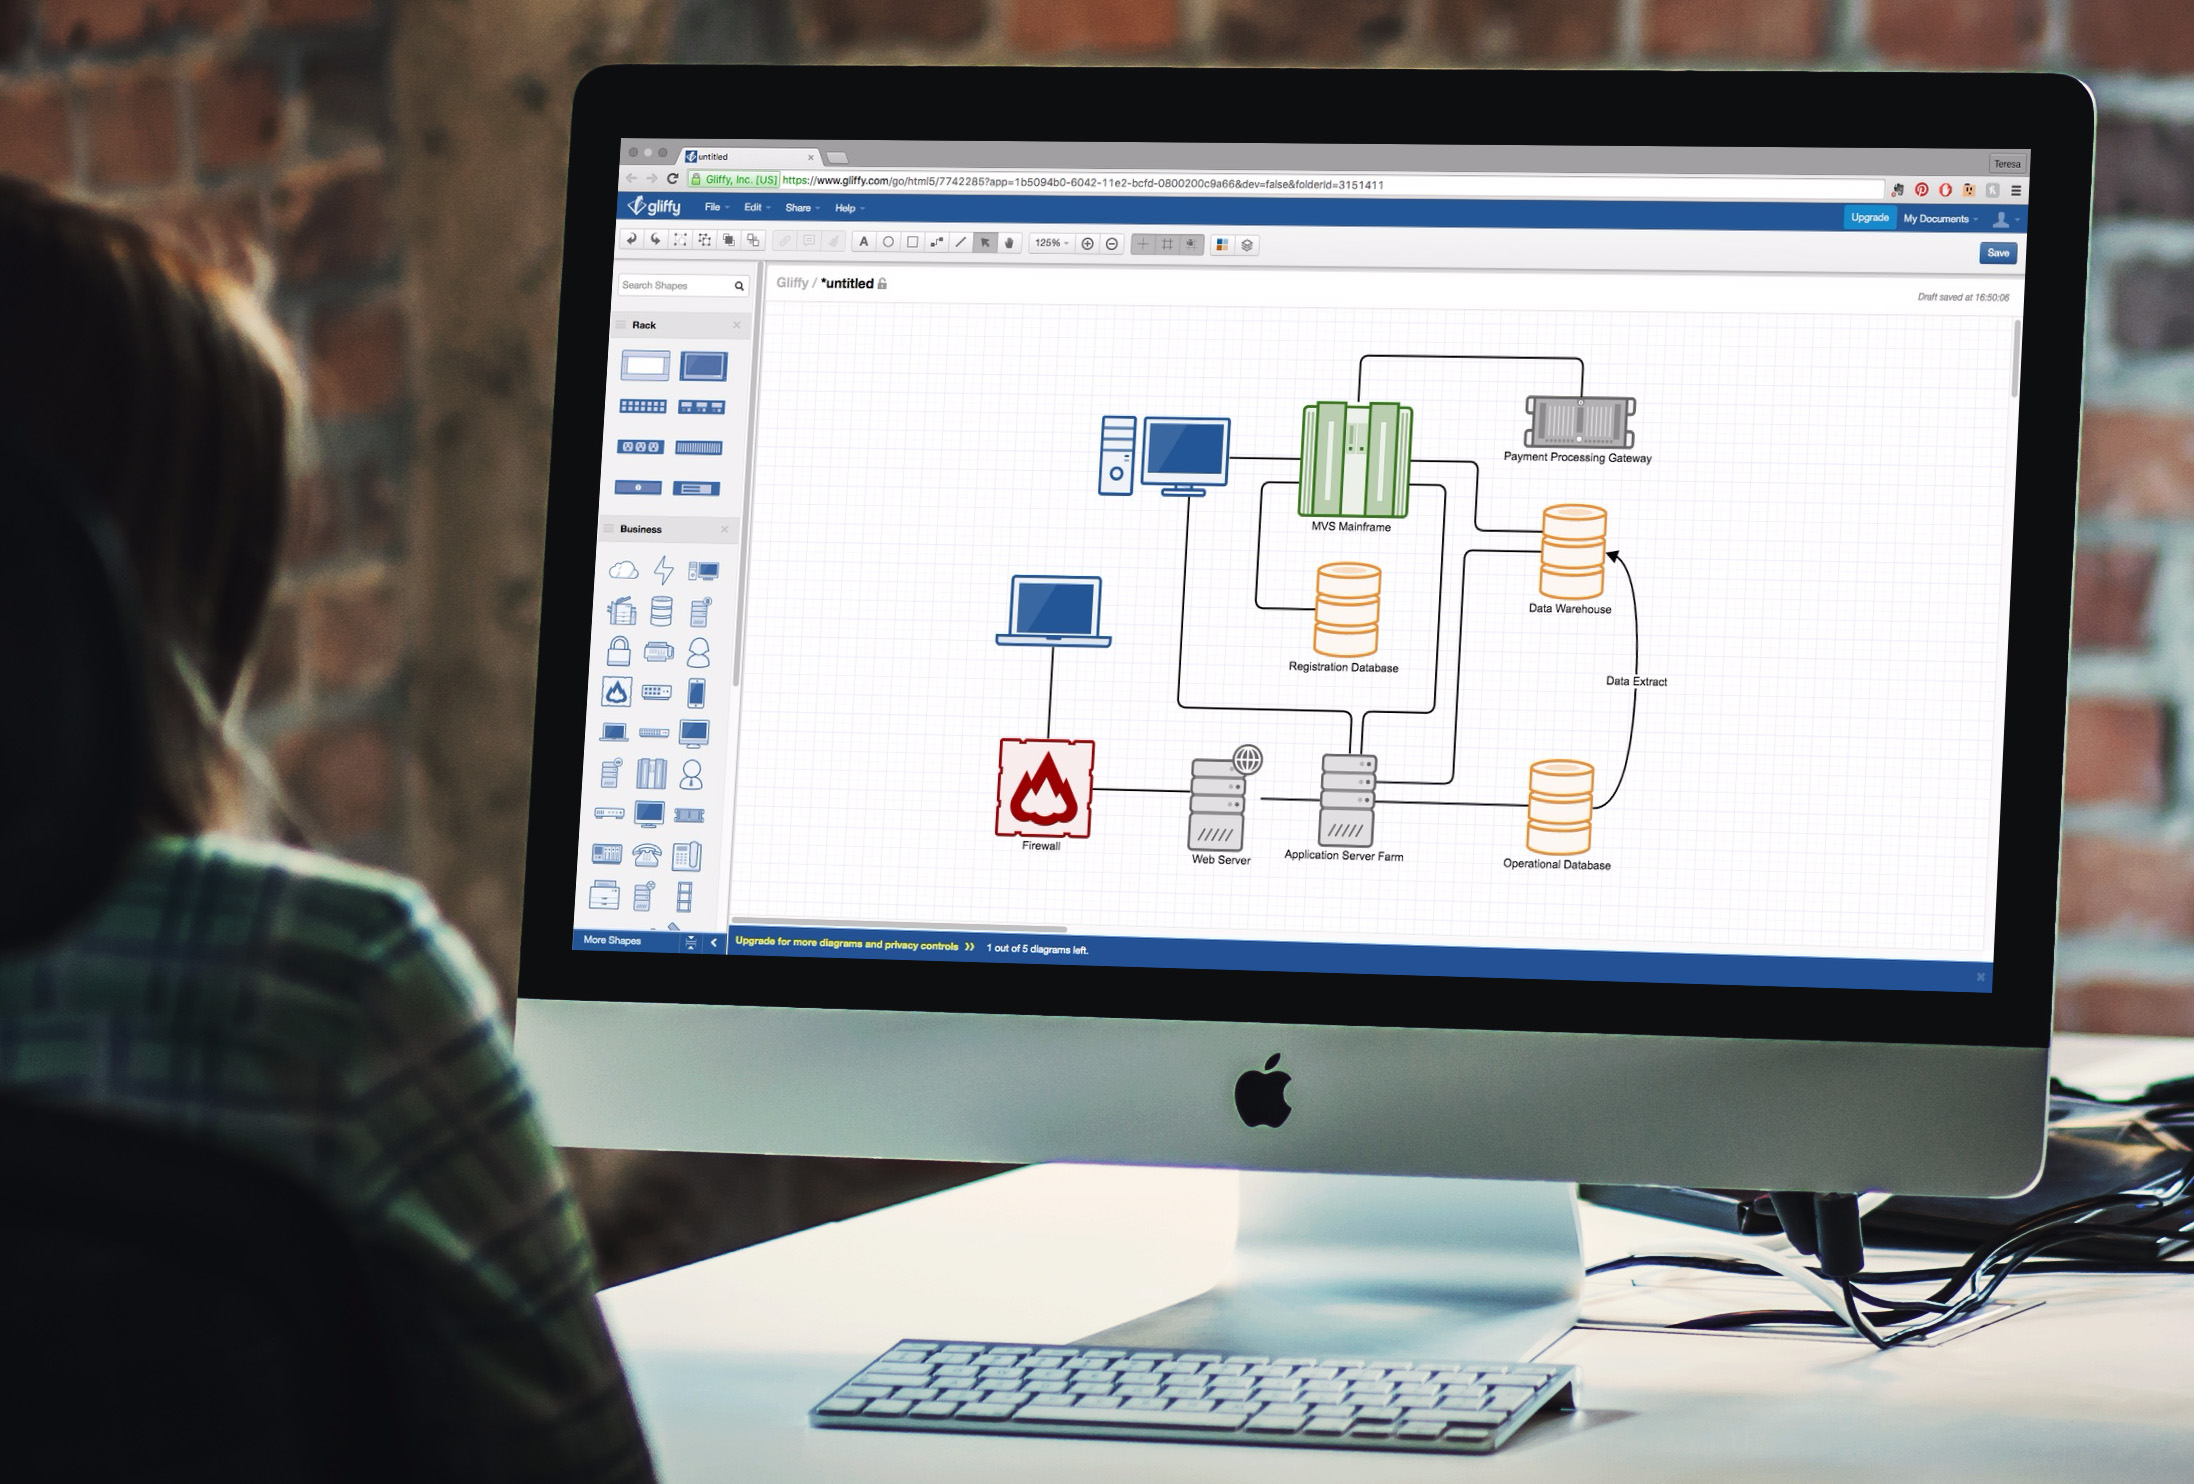 untitled
Teresa
Gliffy, Inc. [US] https://www.gliffy.com/go/html5/7742285?app=1b5094b0-6042-11e2-bcfd-0800200c9a66&dev=false&folderId=3151411
gliffy File Edit Share Help Upgrade My Documents
A 125% Save
Search Shapes
Gliffy / *untitled
Draft saved at 16:50:06
Rack
Business
Payment Processing Gateway
MVS Mainframe
Data Warehouse
Registration Database
Data Extract
Firewall
Web Server
Application Server Farm
Operational Database
More Shapes
Upgrade for more diagrams and privacy controls 1 out of 5 diagrams left.